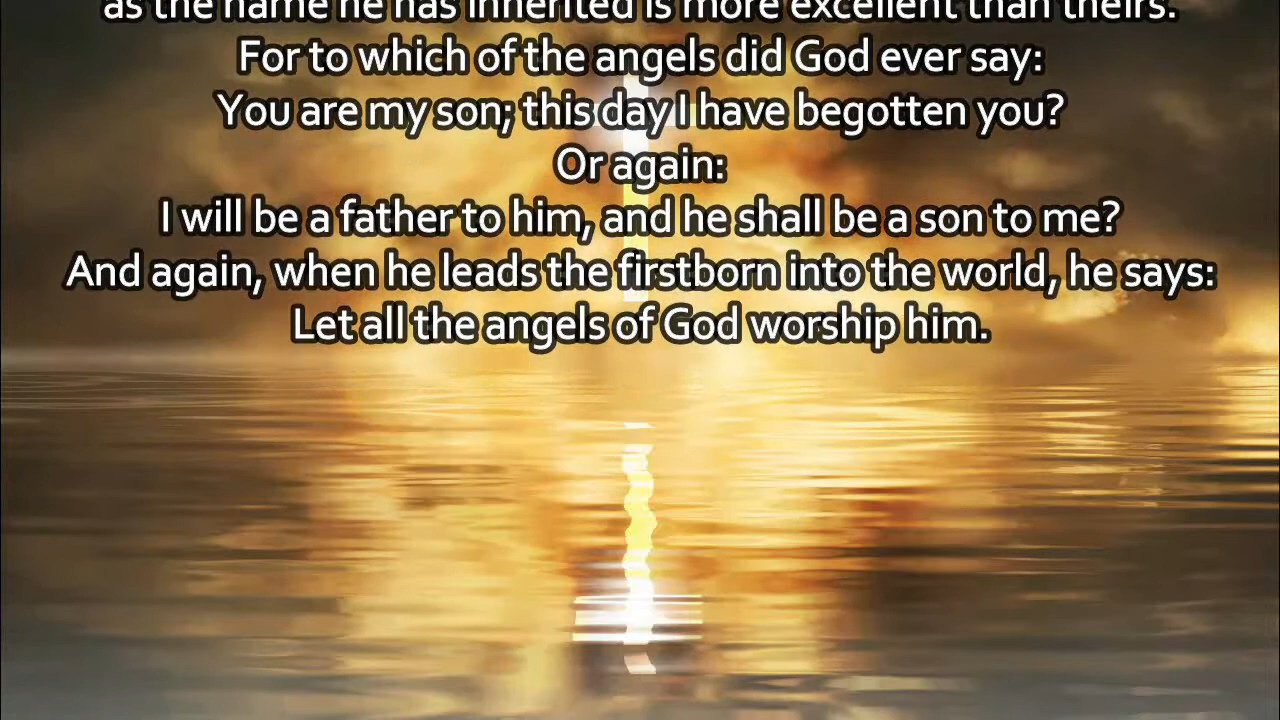 as the name he has inherited is more excellent than theirs.
For to which of the angels did God ever say:
You are my son; this day I have begotten you?
Or again:
I will be a father to him, and he shall be a son to me?
And again, when he leads the firstborn into the world, he says:
Let all the angels of God worship him.